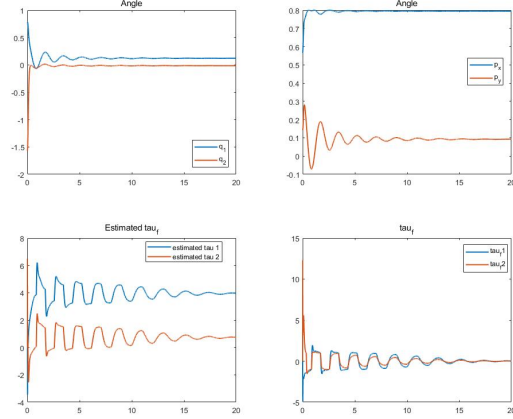 Angle
1
0.5
0
-0.5
-1
-1.5
-2
0 5 10 15 20
q1
q2
Angle
0.8
0.7
0.6
0.5
0.4
0.3
0.2
0.1
0
-0.1
0 5 10 15 20
px
py
Estimated tauf
8
6
4
2
0
-2
-4
0 5 10 15 20
estimated tau 1
estimated tau 2
tauf
15
10
5
0
-5
0 5 10 15 20
tauf1
tauf2